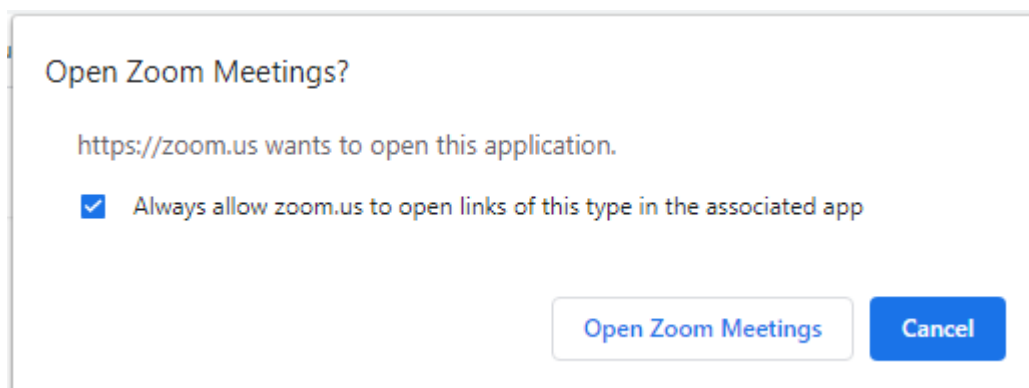 Open Zoom Meetings?
https://zoom.us wants to open this application.
Always allow zoom.us to open links of this type in the associated app
Open Zoom Meetings
Cancel